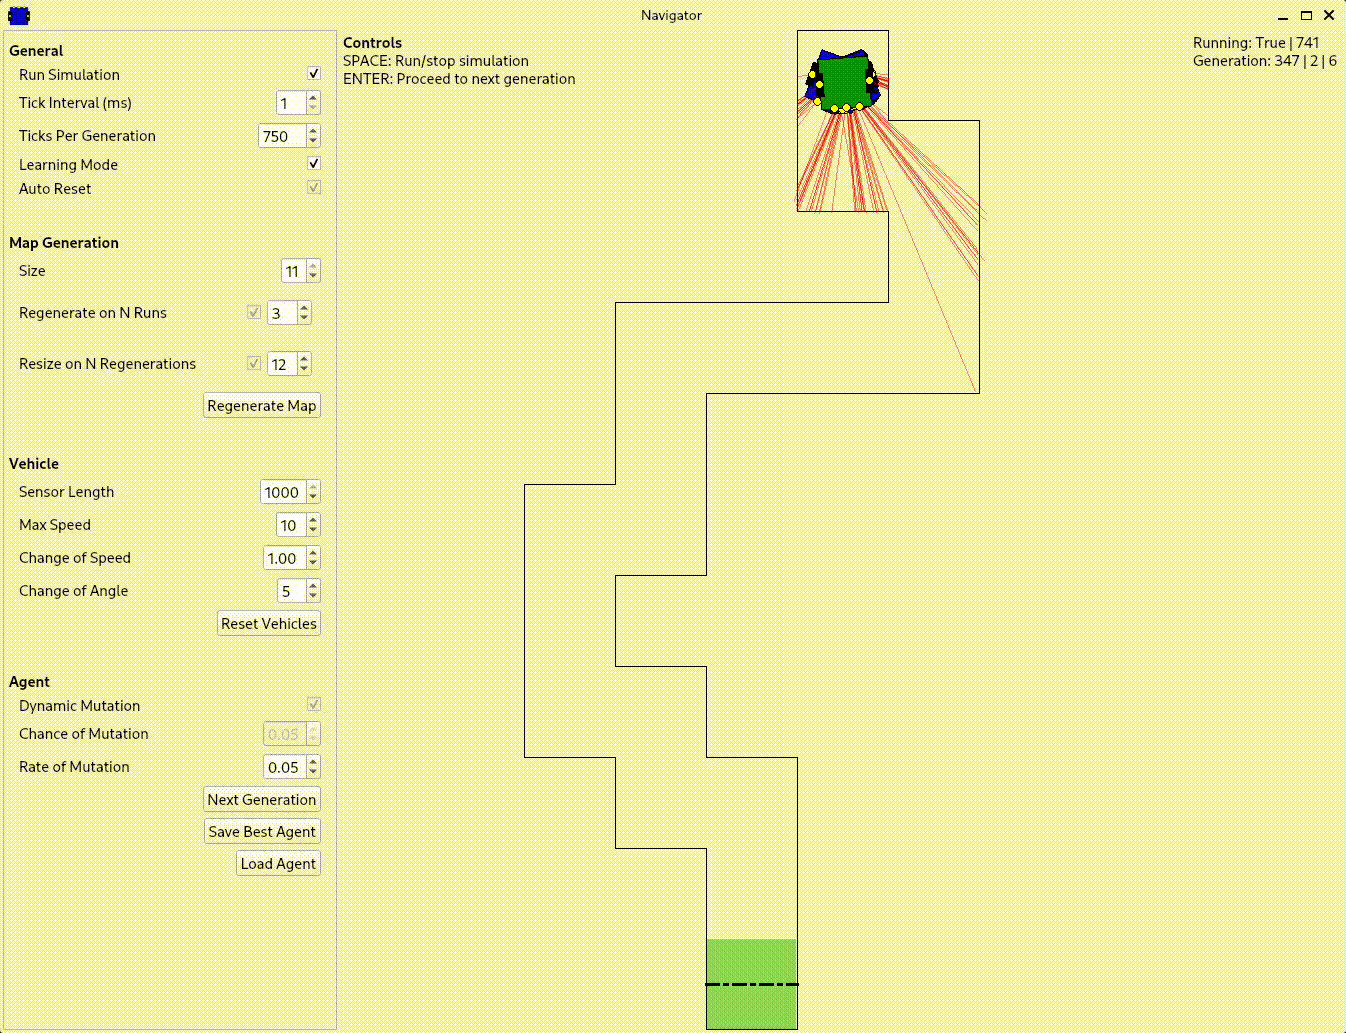 Navigator
General
Run Simulation
Tick Interval (ms) 1
Ticks Per Generation 750
Learning Mode
Auto Reset
Map Generation
Size 11
Regenerate on N Runs 3
Resize on N Regenerations 12
Regenerate Map
Vehicle
Sensor Length 1000
Max Speed 10
Change of Speed 1.00
Change of Angle 5
Reset Vehicles
Agent
Dynamic Mutation
Chance of Mutation 0.05
Rate of Mutation 0.05
Next Generation
Save Best Agent
Load Agent
Controls
SPACE: Run/stop simulation
ENTER: Proceed to next generation
Running: True | 741
Generation: 347 | 2 | 6